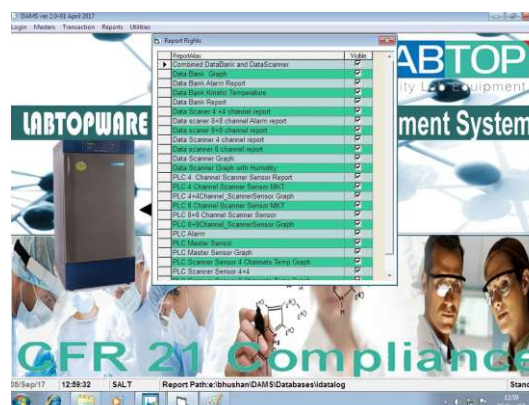 DAMS ver 2.0-01 April 2017
Login Masters Transaction Reports Utilities
Report Rights
ReportAlias Visible
Combined DataBank and DataScanner
Data Bank Graph
Data Bank Alarm Report
Data Bank Kinetic Temperature
Data Bank Report
Data Scaner 4 +4 channel report
Data scaner 8+8 channel Alarm report
Data scaner 8+8 channel report
Data Scanner 4 channel report
Data scanner 8 channel report
Data Scanner Graph
Data Scanner Graph with Humidity
PLC 4 Channel Scanner Sensor Report
PLC 4 Channel Scanner Sensor MKT
PLC 4+4Channel_ScannerSensor Graph
PLC 8 Channel Scanner Sensor MKT
PLC 8+8 Channel Scanner Sensor
PLC 8+8Channel_ScannerSensor Graph
PLC Alarm
PLC Master Sensor
PLC Master Sensor Graph
PLC Scanner Sensor 4 Channels Temp Graph
PLC Scanner Sensor 4+4
ABTOP
ity Lab Equipment
LABTOPWARE
ment System
CFR 21 Compliance
/Sep/17 12:59:32 SALT Report Path:e:\bhushan\DAMS\Databases\idatalog Stand
12:59